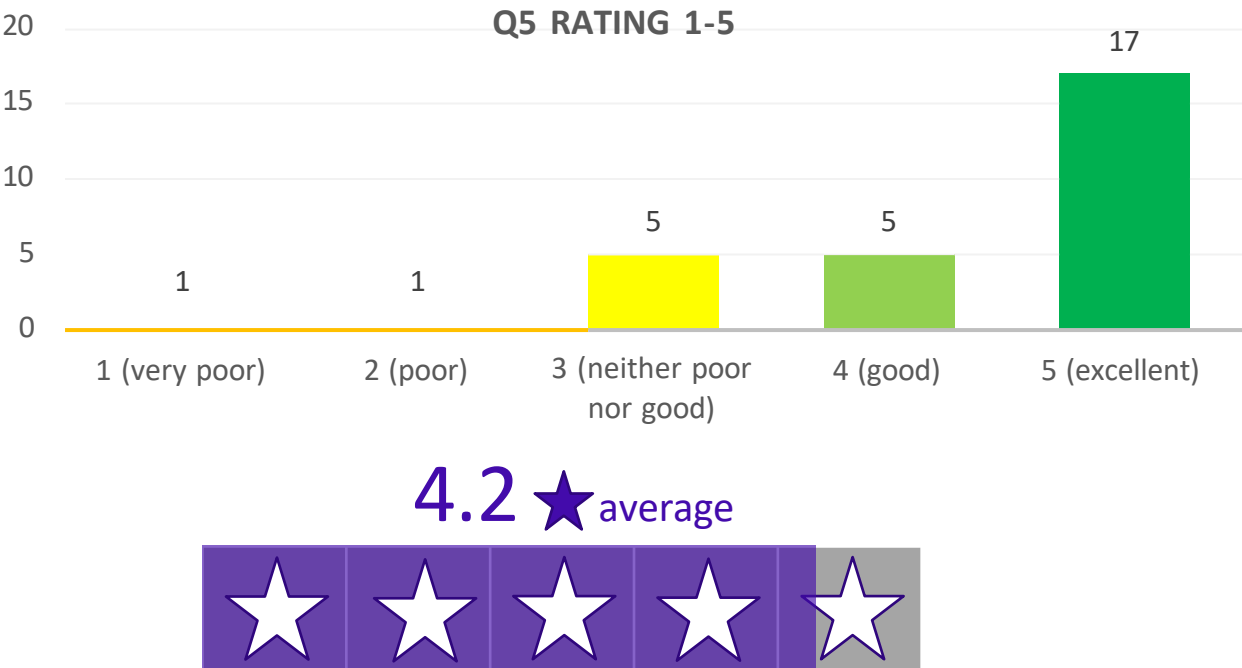 Q5 RATING 1-5
20
15
10
5
0
1
1
5
5
17
1 (very poor)
2 (poor)
3 (neither poor
nor good)
4 (good)
5 (excellent)
4.2 average